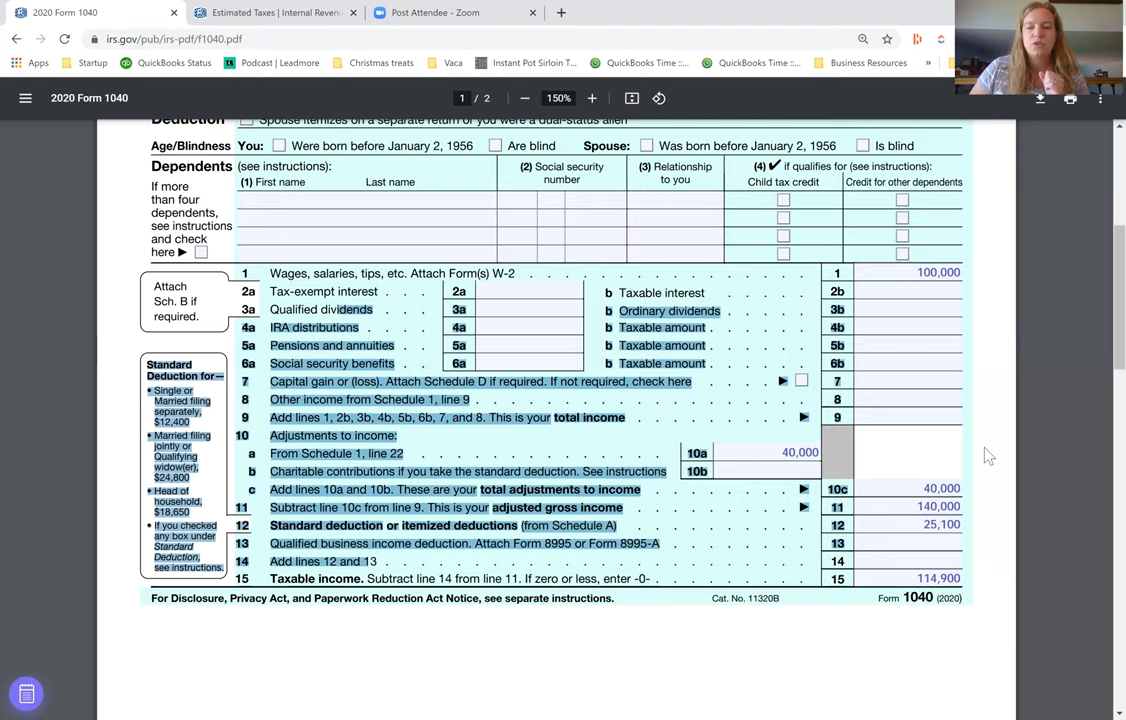 2020 Form 1040
Estimated Taxes | Internal Revenu
Post Attendee - Zoom
irs.gov/pub/irs-pdf/f1040.pdf
Apps
Startup
QuickBooks Status
Podcast | Leadmore
Christmas treats
Vaca
Instant Pot Sirloin T...
QuickBooks Time ::...
QuickBooks Time ::...
Business Resources
»
2020 Form 1040
1 / 2
150%
Deduction
Spouse itemizes on a separate return or you were a dual-status alien
Age/Blindness You: Were born before January 2, 1956 Are blind Spouse: Was born before January 2, 1956 Is blind
Dependents (see instructions):
(1) First name Last name
(2) Social security number
(3) Relationship to you
(4) ✔ if qualifies for (see instructions):
Child tax credit Credit for other dependents
If more
than four
dependents,
see instructions
and check
here ▶
Attach
Sch. B if
required.
Standard
Deduction for—
• Single or
Married filing
separately,
$12,400
• Married filing
jointly or
Qualifying
widow(er),
$24,800
• Head of
household,
$18,650
• If you checked
any box under
Standard
Deduction,
see instructions.
1 Wages, salaries, tips, etc. Attach Form(s) W-2 . . . . . . . . . . . . . . . . 1 100,000
2a Tax-exempt interest . . . 2a b Taxable interest . . . . . 2b
3a Qualified dividends . . . 3a b Ordinary dividends . . . . . 3b
4a IRA distributions . . . . 4a b Taxable amount . . . . . . 4b
5a Pensions and annuities . . 5a b Taxable amount . . . . . . 5b
6a Social security benefits . . 6a b Taxable amount . . . . . . 6b
7 Capital gain or (loss). Attach Schedule D if required. If not required, check here . . . . ▶ 7
8 Other income from Schedule 1, line 9 . . . . . . . . . . . . . . . . . . 8
9 Add lines 1, 2b, 3b, 4b, 5b, 6b, 7, and 8. This is your total income . . . . . . . . . ▶ 9
10 Adjustments to income:
a From Schedule 1, line 22 . . . . . . . . . . . . . 10a 40,000
b Charitable contributions if you take the standard deduction. See instructions 10b
c Add lines 10a and 10b. These are your total adjustments to income . . . . . . . . ▶ 10c 40,000
11 Subtract line 10c from line 9. This is your adjusted gross income . . . . . . . . . ▶ 11 140,000
12 Standard deduction or itemized deductions (from Schedule A) . . . . . . . . . . 12 25,100
13 Qualified business income deduction. Attach Form 8995 or Form 8995-A . . . . . . . . 13
14 Add lines 12 and 13 . . . . . . . . . . . . . . . . . . . . . . . 14
15 Taxable income. Subtract line 14 from line 11. If zero or less, enter -0- . . . . . . . . . 15 114,900
For Disclosure, Privacy Act, and Paperwork Reduction Act Notice, see separate instructions. Cat. No. 11320B Form 1040 (2020)